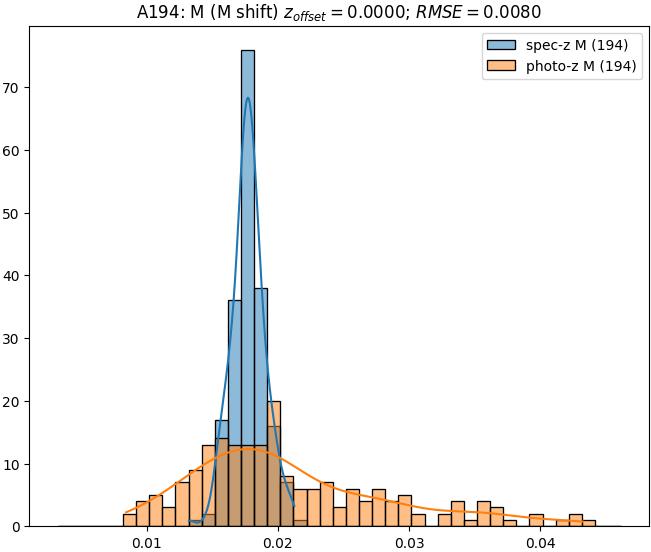 A194: M (M shift) z_offset = 0.0000; RMSE = 0.0080
spec-z M (194)
photo-z M (194)
70
60
50
40
30
20
10
0
0.01 0.02 0.03 0.04